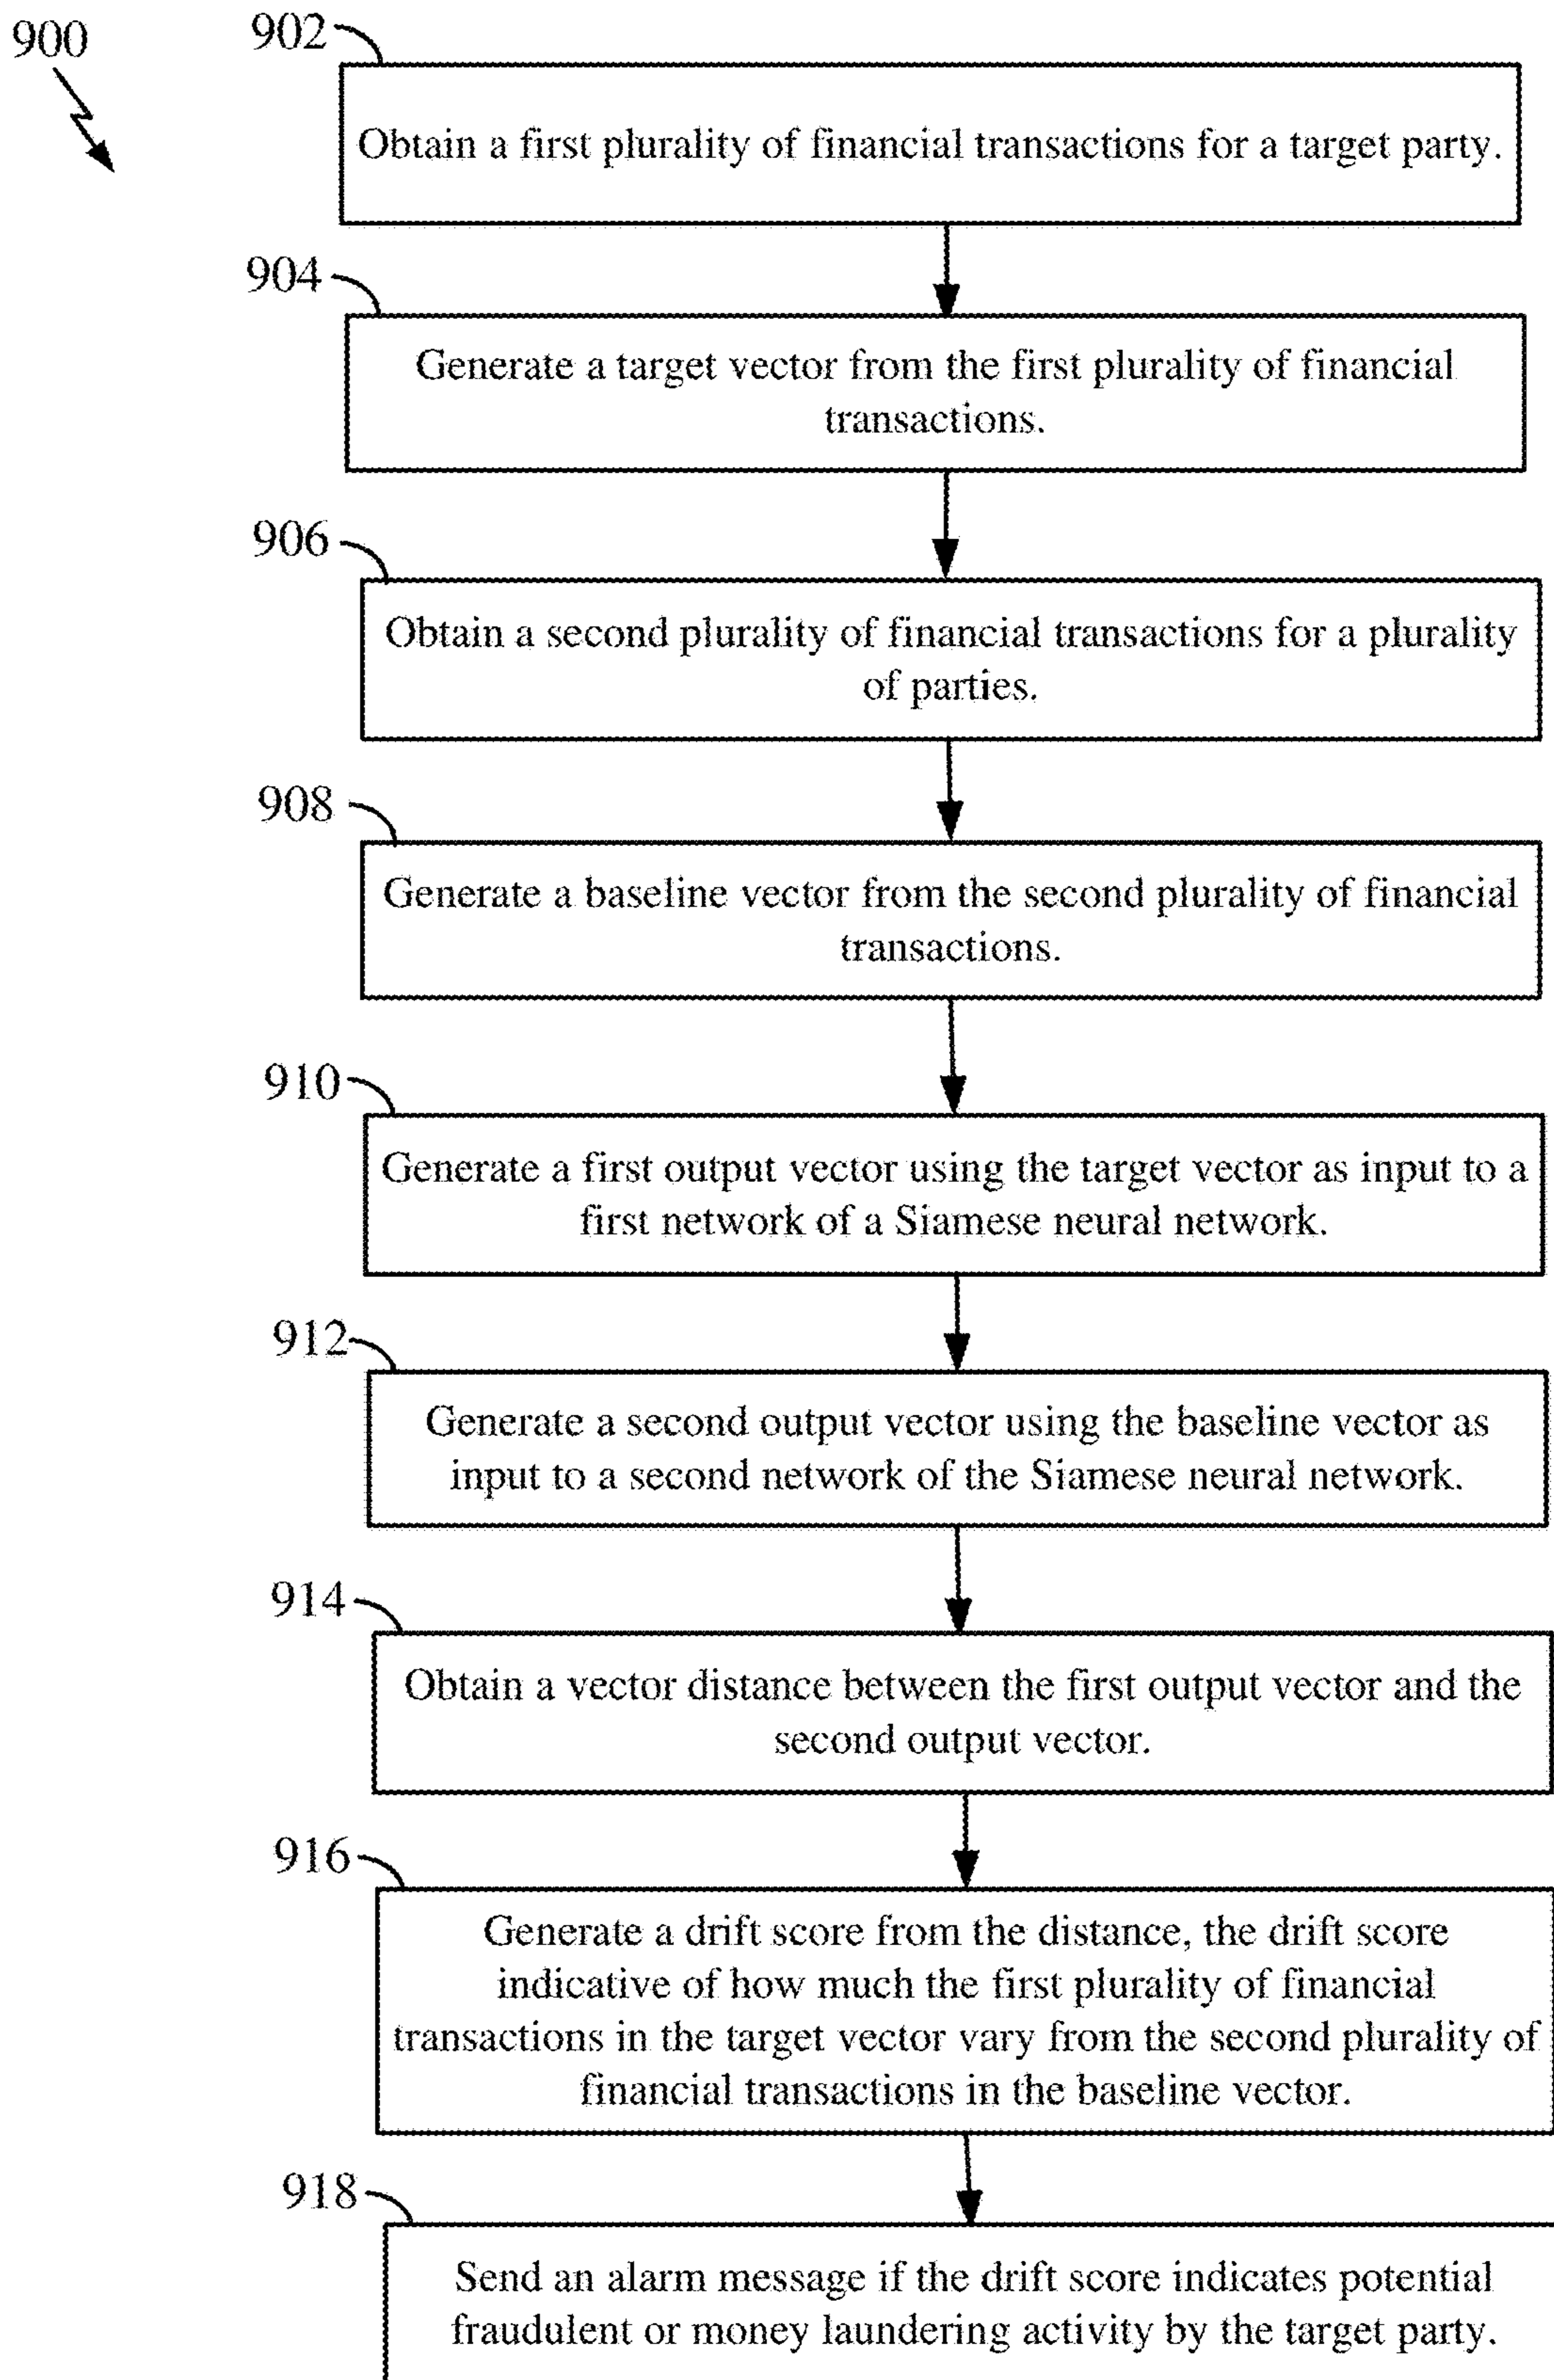 900
902
Obtain a first plurality of financial transactions for a target party.
904
Generate a target vector from the first plurality of financial
transactions.
906
Obtain a second plurality of financial transactions for a plurality
of parties.
908
Generate a baseline vector from the second plurality of financial
transactions.
910
Generate a first output vector using the target vector as input to a
first network of a Siamese neural network.
912
Generate a second output vector using the baseline vector as
input to a second network of the Siamese neural network.
914
Obtain a vector distance between the first output vector and the
second output vector.
916
Generate a drift score from the distance, the drift score
indicative of how much the first plurality of financial
transactions in the target vector vary from the second plurality of
financial transactions in the baseline vector.
918
Send an alarm message if the drift score indicates potential
fraudulent or money laundering activity by the target party.